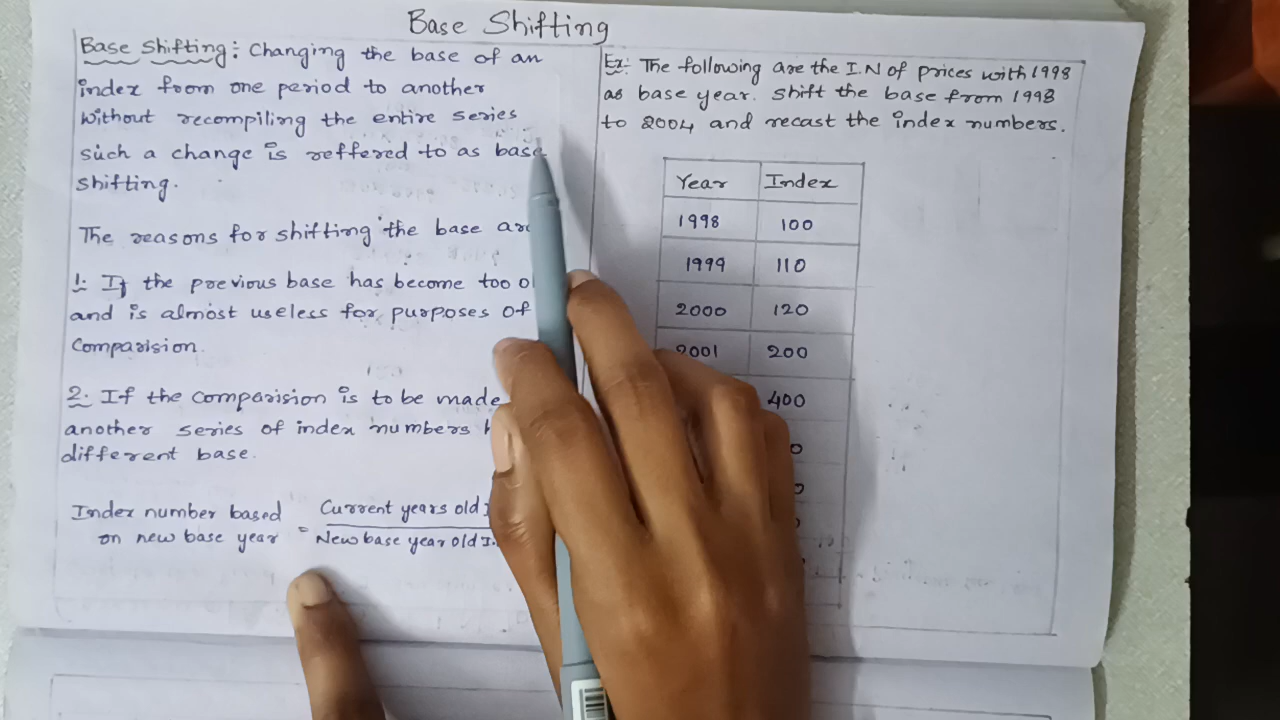 Base Shifting
Base Shifting: Changing the base of an
index from one period to another
without recompiling the entire series
such a change is reffered to as base
shifting.
The reasons for shifting the base
1: If the previous base has become too
and is almost useless for purposes of
Comparision.
2. If the comparision is to be made
another series of index numbers
different base.
Index number based
on new base year
= Current years old
New base year old I.
Ex: The following are the I.N of prices with 1998
as base year. Shift the base from 1998
to 2004 and recast the index numbers.
Year Index
1998 100
1999 110
2000 120
2001 200
400